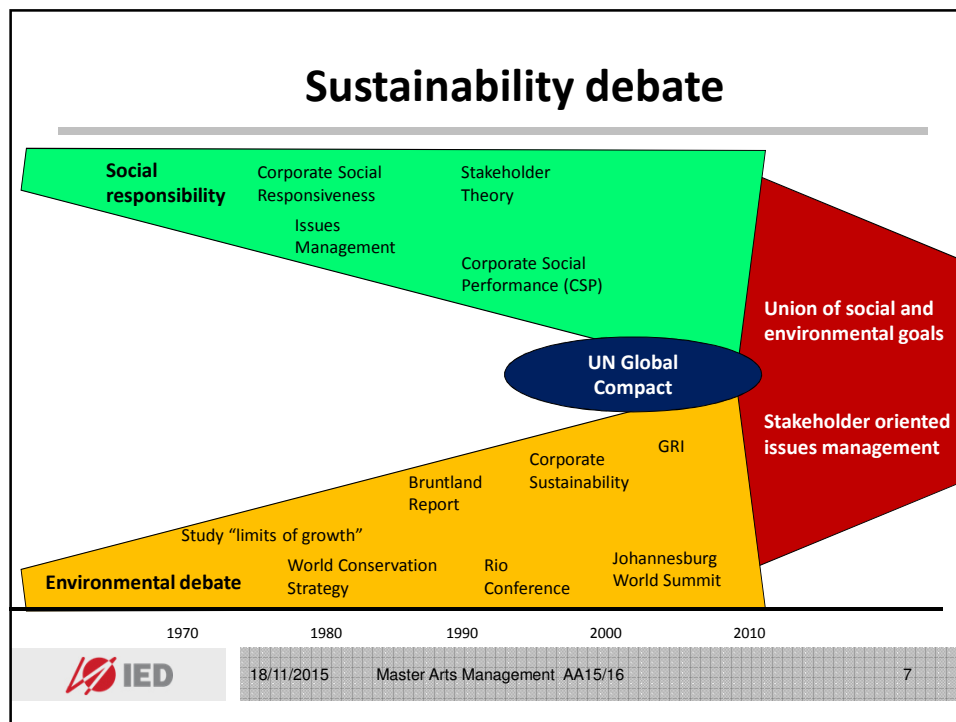 Sustainability debate
Social
responsibility
Corporate Social
Responsiveness
Issues
Management
Stakeholder
Theory
Corporate Social
Performance (CSP)
UN Global
Compact
Union of social and
environmental goals
Stakeholder oriented
issues management
GRI
Corporate
Sustainability
Bruntland
Report
Study “limits of growth”
Environmental debate
World Conservation
Strategy
Rio
Conference
Johannesburg
World Summit
1970 1980 1990 2000 2010
IED
18/11/2015 Master Arts Management AA15/16 7